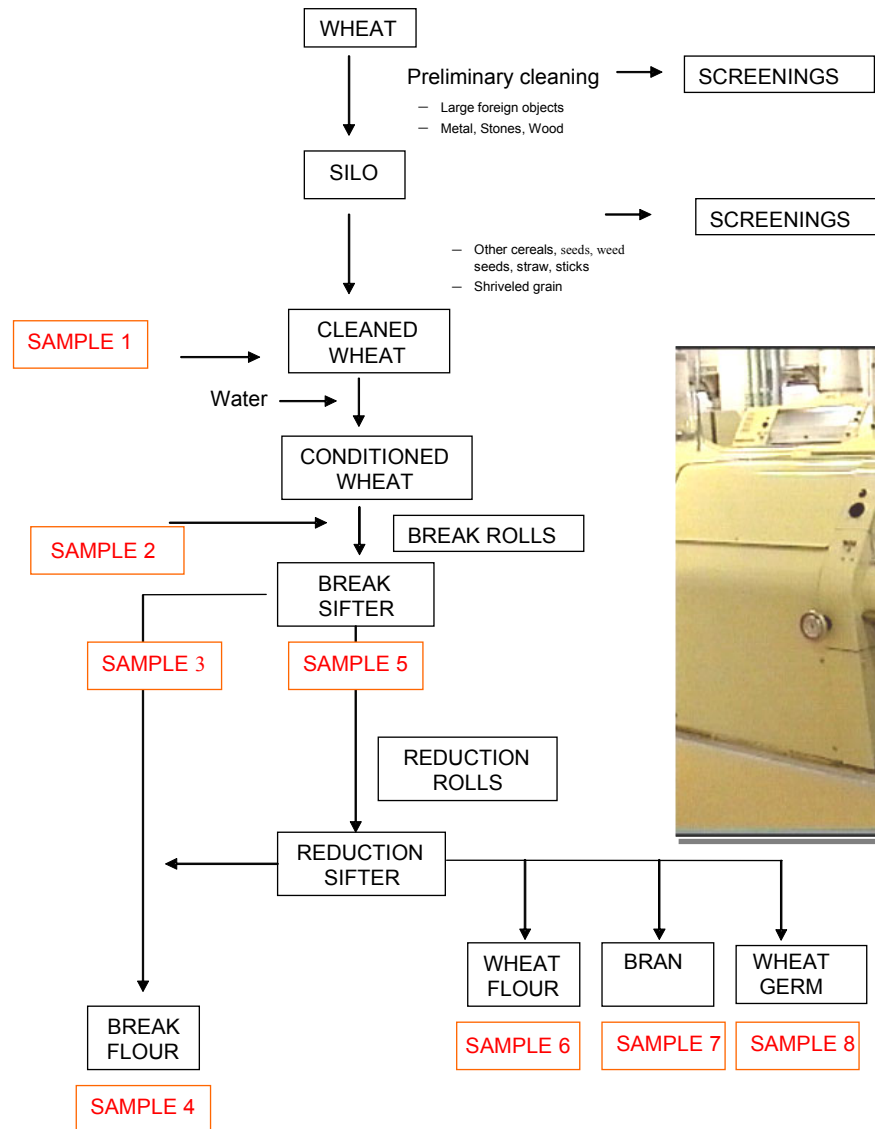 WHEAT
Preliminary cleaning
SCREENINGS
– Large foreign objects
– Metal, Stones, Wood
SILO
SCREENINGS
– Other cereals, seeds, weed
seeds, straw, sticks
– Shriveled grain
SAMPLE 1
CLEANED
WHEAT
Water
CONDITIONED
WHEAT
SAMPLE 2
BREAK ROLLS
BREAK
SIFTER
SAMPLE 3
SAMPLE 5
REDUCTION
ROLLS
REDUCTION
SIFTER
WHEAT
FLOUR
BRAN
WHEAT
GERM
BREAK
FLOUR
SAMPLE 6
SAMPLE 7
SAMPLE 8
SAMPLE 4